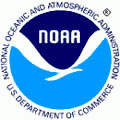 NATIONAL OCEANIC AND ATMOSPHERIC ADMINISTRATION
®
NOAA
U.S. DEPARTMENT OF COMMERCE